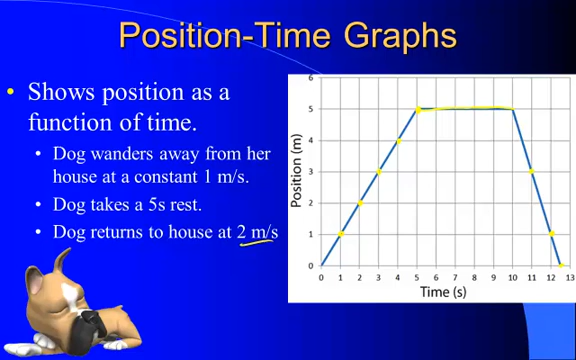 Position-Time Graphs
Shows position as a
function of time.
Dog wanders away from her
house at a constant 1 m/s.
Dog takes a 5s rest.
Dog returns to house at 2 m/s
Position (m)
6
5
4
3
2
1
0
0 1 2 3 4 5 6 7 8 9 10 11 12 13
Time (s)